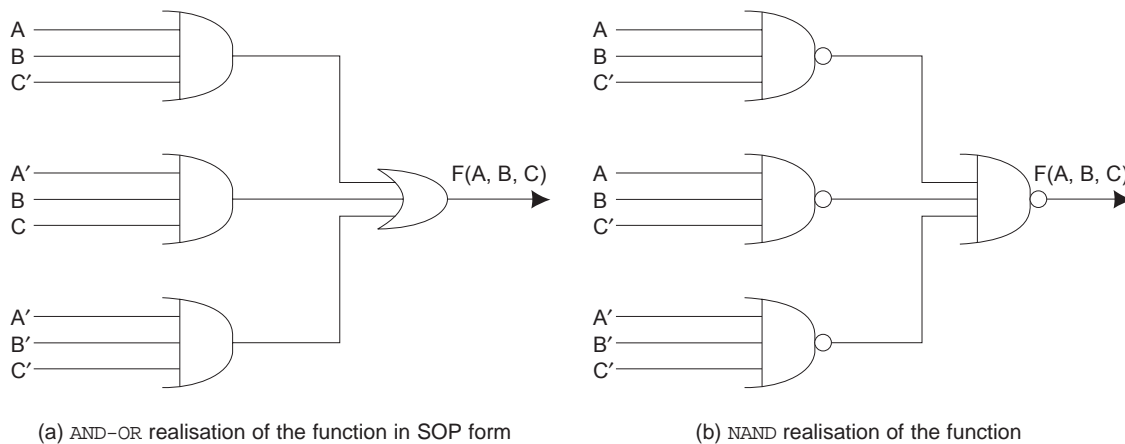 A
B
C′
A′
B
C
A′
B′
C′
F(A, B, C)
(a) AND-OR realisation of the function in SOP form
A
B
C′
A
B
C′
A′
B′
C′
F(A, B, C)
(b) NAND realisation of the function